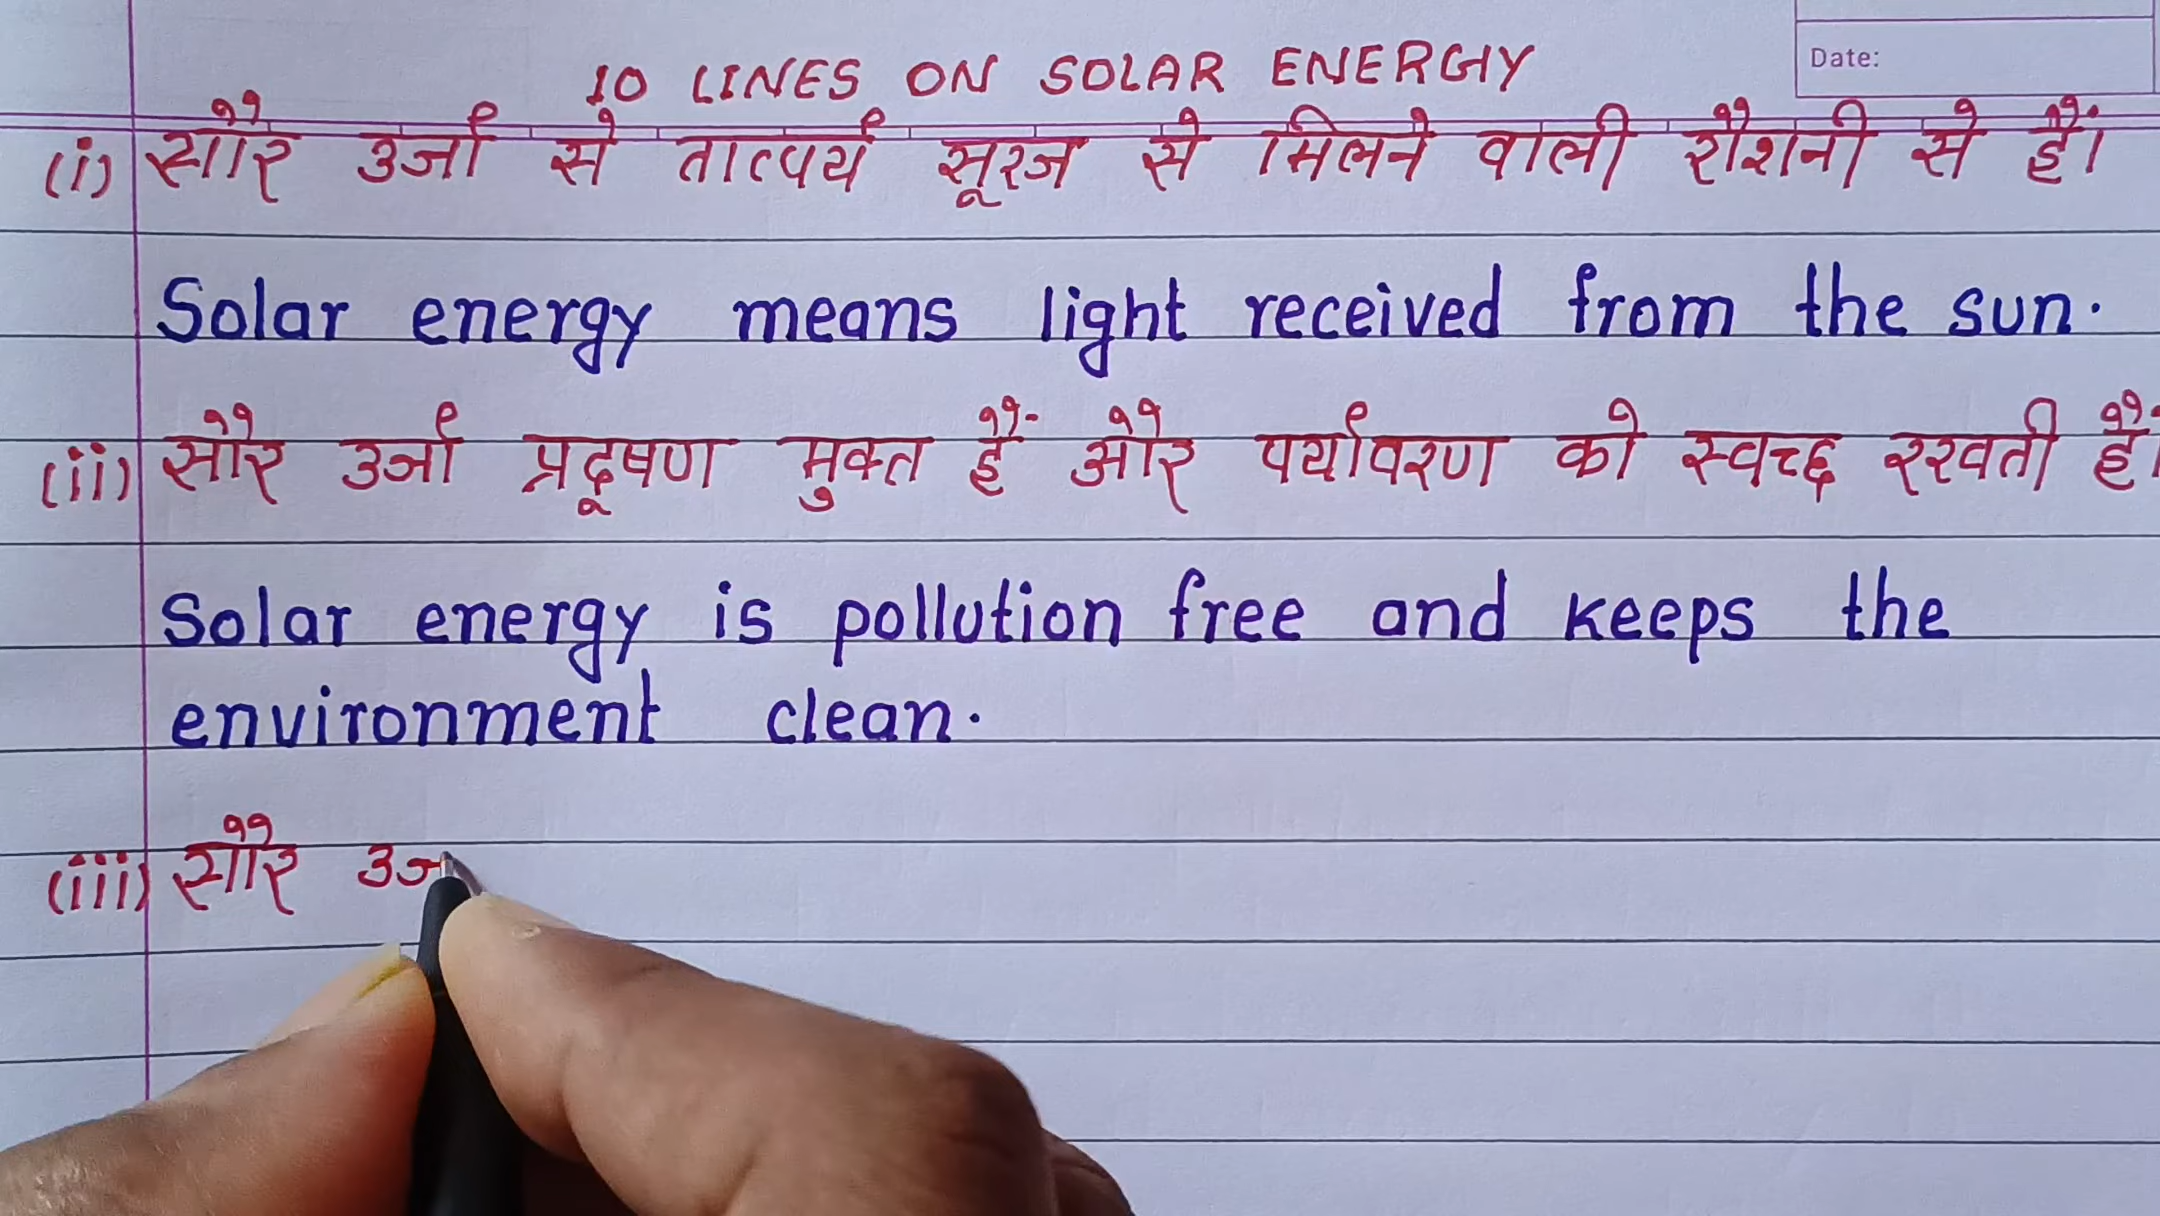 Date:
10 LINES ON SOLAR ENERGY
(i) सौर उर्जा से तात्पर्य सूरज से मिलने वाली रौशनी से हैं।
Solar energy means light received from the sun.
(ii) सौर उर्जा प्रदूषण मुक्त हैं और पर्यावरण को स्वच्छ रखती हैं।
Solar energy is pollution free and keeps the
environment clean.
(iii) सौर